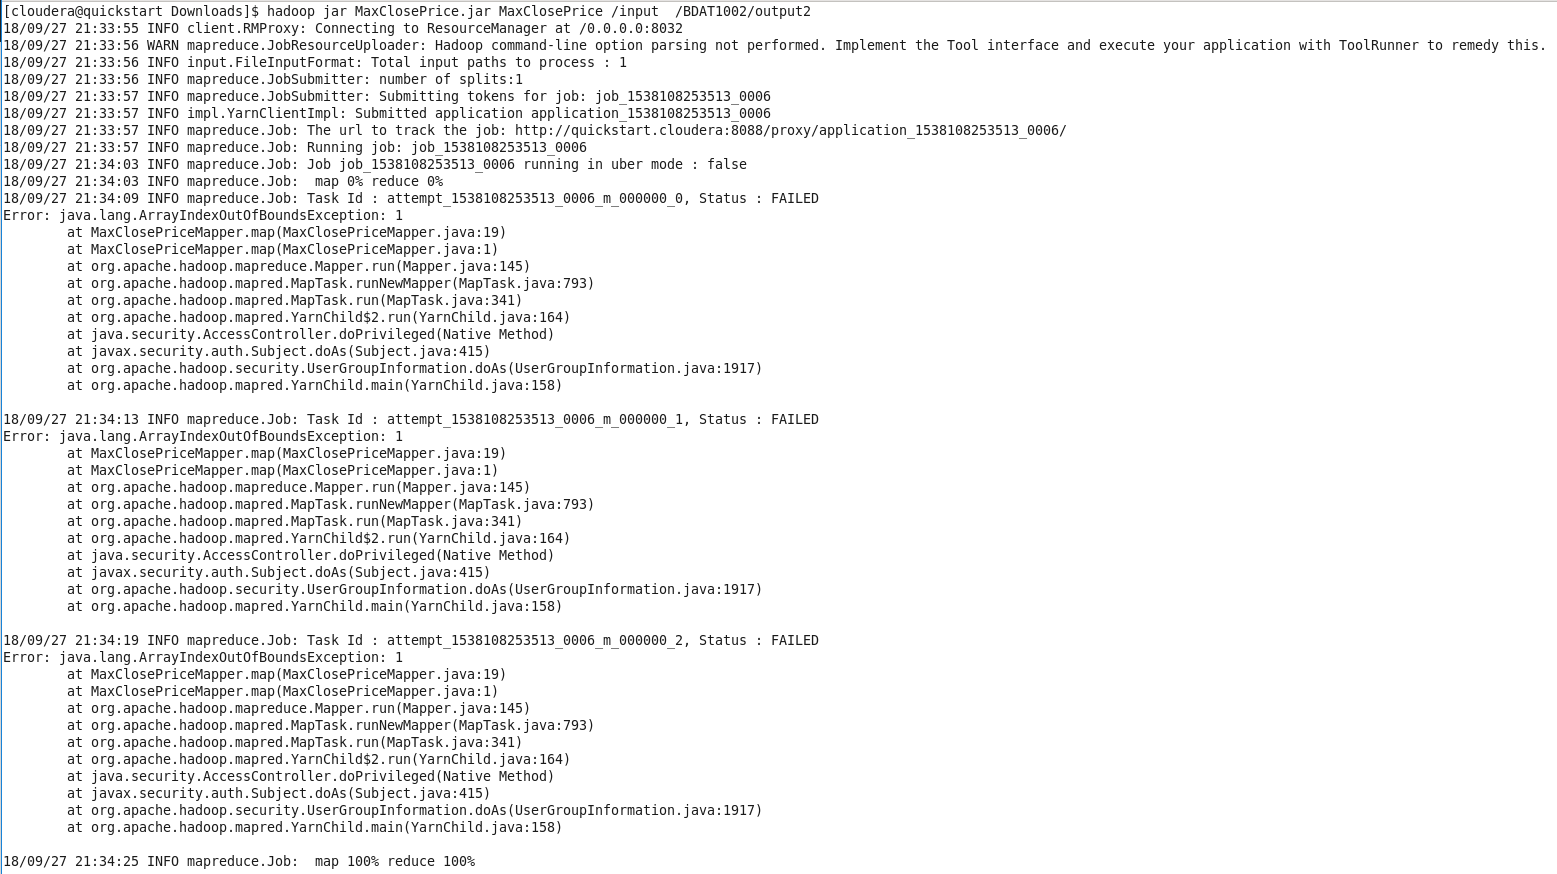 [cloudera@quickstart Downloads]$ hadoop jar MaxClosePrice.jar MaxClosePrice /input  /BDAT1002/output2
18/09/27 21:33:55 INFO client.RMProxy: Connecting to ResourceManager at /0.0.0.0:8032
18/09/27 21:33:56 WARN mapreduce.JobResourceUploader: Hadoop command-line option parsing not performed. Implement the Tool interface and execute your application with ToolRunner to remedy this.
18/09/27 21:33:56 INFO input.FileInputFormat: Total input paths to process : 1
18/09/27 21:33:56 INFO mapreduce.JobSubmitter: number of splits:1
18/09/27 21:33:57 INFO mapreduce.JobSubmitter: Submitting tokens for job: job_1538108253513_0006
18/09/27 21:33:57 INFO impl.YarnClientImpl: Submitted application application_1538108253513_0006
18/09/27 21:33:57 INFO mapreduce.Job: The url to track the job: http://quickstart.cloudera:8088/proxy/application_1538108253513_0006/
18/09/27 21:33:57 INFO mapreduce.Job: Running job: job_1538108253513_0006
18/09/27 21:34:03 INFO mapreduce.Job: Job job_1538108253513_0006 running in uber mode : false
18/09/27 21:34:03 INFO mapreduce.Job:  map 0% reduce 0%
18/09/27 21:34:09 INFO mapreduce.Job: Task Id : attempt_1538108253513_0006_m_000000_0, Status : FAILED
Error: java.lang.ArrayIndexOutOfBoundsException: 1
        at MaxClosePriceMapper.map(MaxClosePriceMapper.java:19)
        at MaxClosePriceMapper.map(MaxClosePriceMapper.java:1)
        at org.apache.hadoop.mapreduce.Mapper.run(Mapper.java:145)
        at org.apache.hadoop.mapred.MapTask.runNewMapper(MapTask.java:793)
        at org.apache.hadoop.mapred.MapTask.run(MapTask.java:341)
        at org.apache.hadoop.mapred.YarnChild$2.run(YarnChild.java:164)
        at java.security.AccessController.doPrivileged(Native Method)
        at javax.security.auth.Subject.doAs(Subject.java:415)
        at org.apache.hadoop.security.UserGroupInformation.doAs(UserGroupInformation.java:1917)
        at org.apache.hadoop.mapred.YarnChild.main(YarnChild.java:158)

18/09/27 21:34:13 INFO mapreduce.Job: Task Id : attempt_1538108253513_0006_m_000000_1, Status : FAILED
Error: java.lang.ArrayIndexOutOfBoundsException: 1
        at MaxClosePriceMapper.map(MaxClosePriceMapper.java:19)
        at MaxClosePriceMapper.map(MaxClosePriceMapper.java:1)
        at org.apache.hadoop.mapreduce.Mapper.run(Mapper.java:145)
        at org.apache.hadoop.mapred.MapTask.runNewMapper(MapTask.java:793)
        at org.apache.hadoop.mapred.MapTask.run(MapTask.java:341)
        at org.apache.hadoop.mapred.YarnChild$2.run(YarnChild.java:164)
        at java.security.AccessController.doPrivileged(Native Method)
        at javax.security.auth.Subject.doAs(Subject.java:415)
        at org.apache.hadoop.security.UserGroupInformation.doAs(UserGroupInformation.java:1917)
        at org.apache.hadoop.mapred.YarnChild.main(YarnChild.java:158)

18/09/27 21:34:19 INFO mapreduce.Job: Task Id : attempt_1538108253513_0006_m_000000_2, Status : FAILED
Error: java.lang.ArrayIndexOutOfBoundsException: 1
        at MaxClosePriceMapper.map(MaxClosePriceMapper.java:19)
        at MaxClosePriceMapper.map(MaxClosePriceMapper.java:1)
        at org.apache.hadoop.mapreduce.Mapper.run(Mapper.java:145)
        at org.apache.hadoop.mapred.MapTask.runNewMapper(MapTask.java:793)
        at org.apache.hadoop.mapred.MapTask.run(MapTask.java:341)
        at org.apache.hadoop.mapred.YarnChild$2.run(YarnChild.java:164)
        at java.security.AccessController.doPrivileged(Native Method)
        at javax.security.auth.Subject.doAs(Subject.java:415)
        at org.apache.hadoop.security.UserGroupInformation.doAs(UserGroupInformation.java:1917)
        at org.apache.hadoop.mapred.YarnChild.main(YarnChild.java:158)

18/09/27 21:34:25 INFO mapreduce.Job:  map 100% reduce 100%